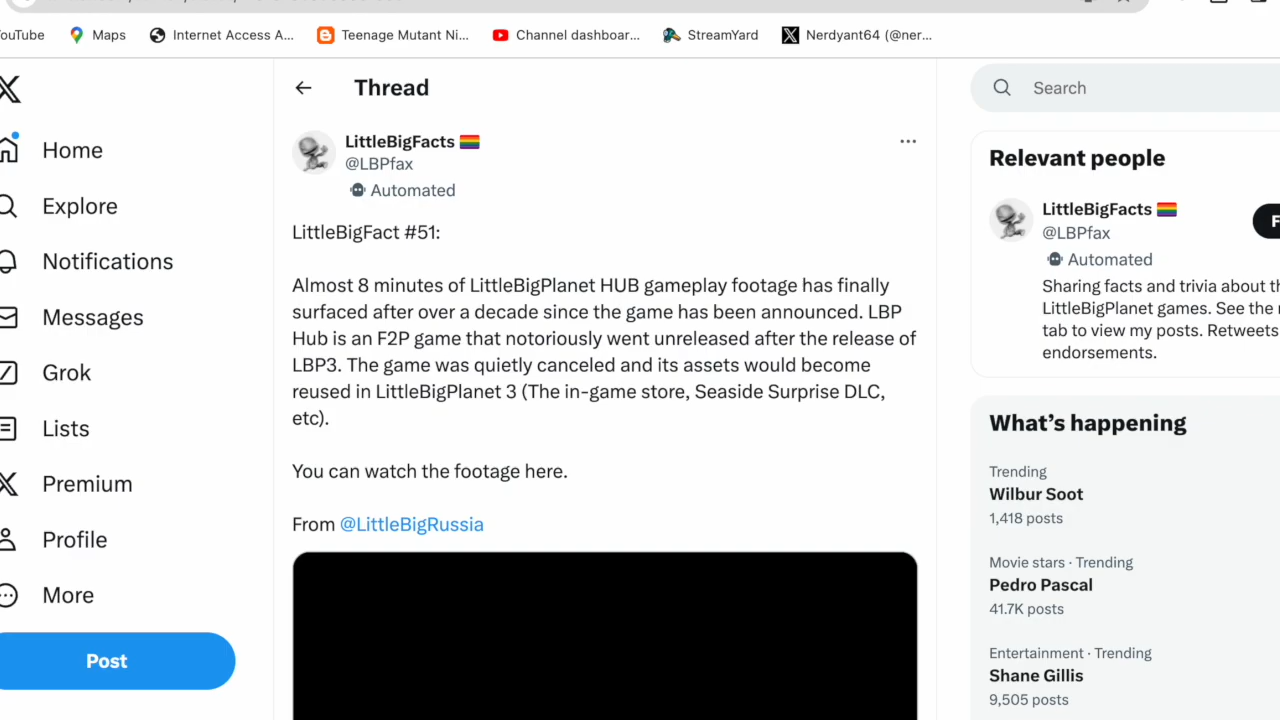 ouTube
Maps
Internet Access A...
Teenage Mutant Ni...
Channel dashboar...
StreamYard
Nerdyant64 (@ner...
Home
Explore
Notifications
Messages
Grok
Lists
Premium
Profile
More
Post
Thread
LittleBigFacts
@LBPfax
Automated
LittleBigFact #51:
Almost 8 minutes of LittleBigPlanet HUB gameplay footage has finally
surfaced after over a decade since the game has been announced. LBP
Hub is an F2P game that notoriously went unreleased after the release of
LBP3. The game was quietly canceled and its assets would become
reused in LittleBigPlanet 3 (The in-game store, Seaside Surprise DLC,
etc).
You can watch the footage here.
From @LittleBigRussia
Search
Relevant people
LittleBigFacts
@LBPfax
F
Automated
Sharing facts and trivia about th
LittleBigPlanet games. See the
tab to view my posts. Retweets
endorsements.
What's happening
Trending
Wilbur Soot
1,418 posts
Movie stars · Trending
Pedro Pascal
41.7K posts
Entertainment · Trending
Shane Gillis
9,505 posts